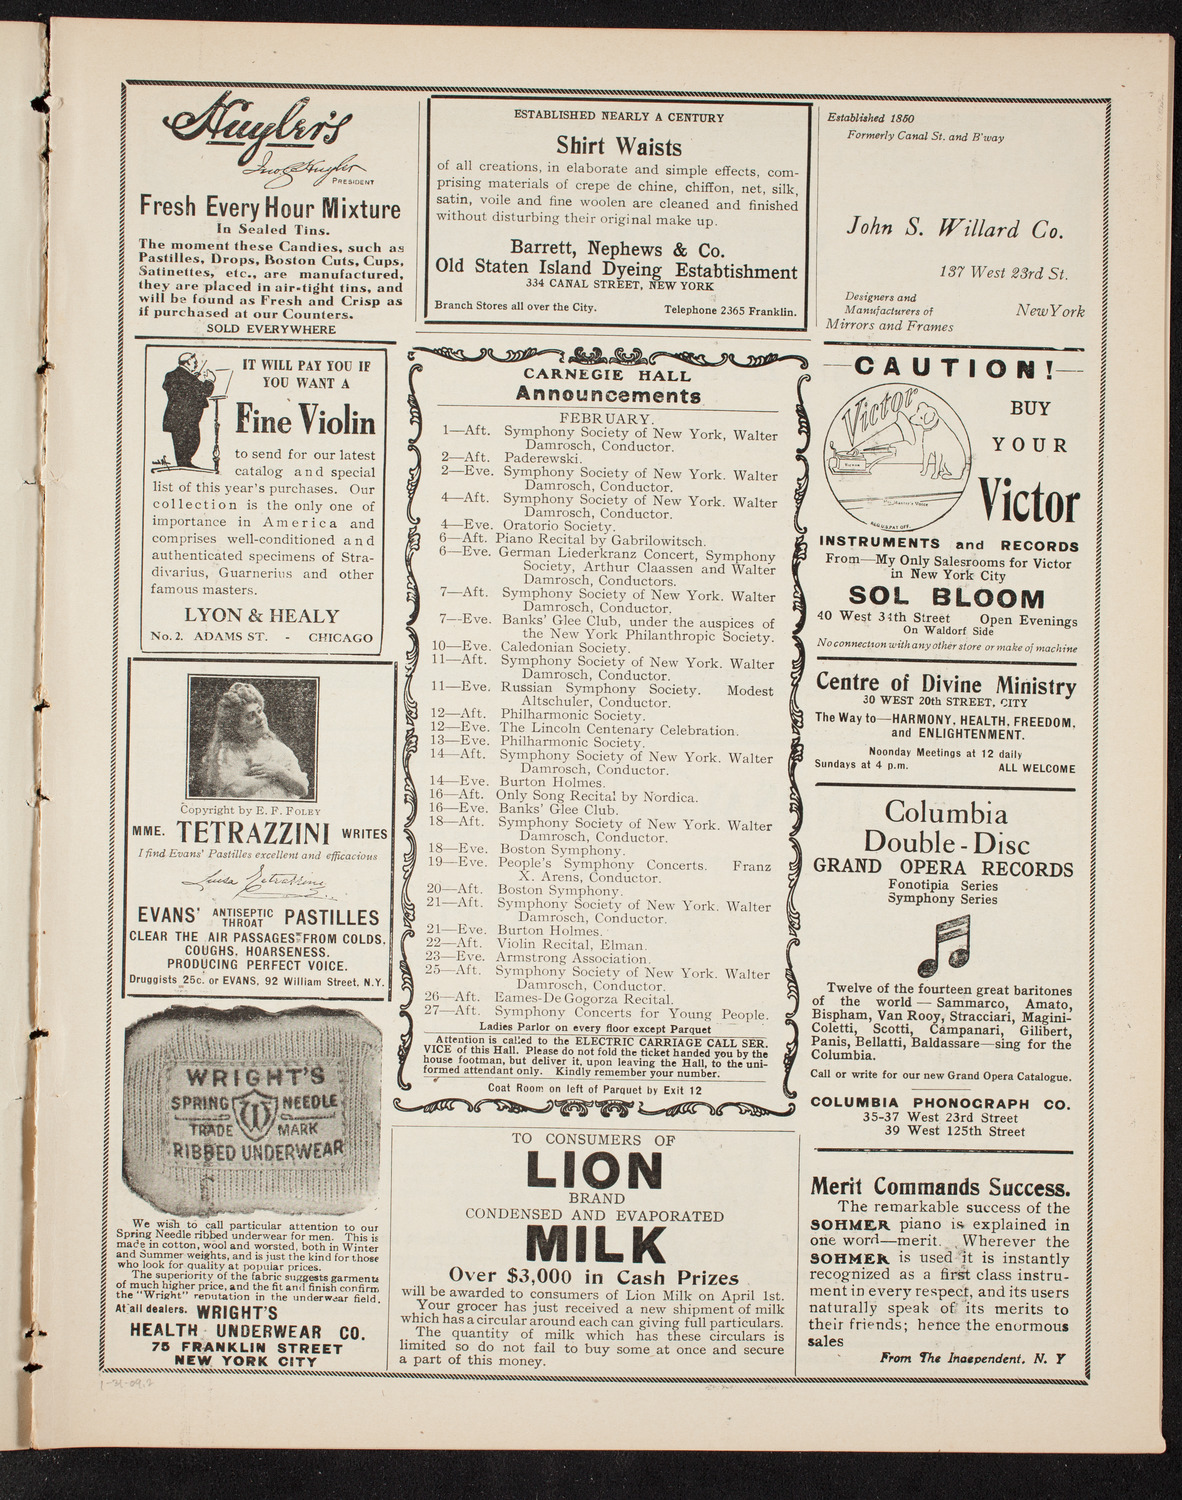 Huyler's
Jno. S. Huyler
PRESIDENT
Fresh Every Hour Mixture
In Sealed Tins.
The moment these Candies, such as
Pastilles, Drops, Boston Cuts, Cups,
Satinettes, etc., are manufactured,
they are placed in air-tight tins, and
will be found as Fresh and Crisp as
if purchased at our Counters.
SOLD EVERYWHERE
ESTABLISHED NEARLY A CENTURY
Shirt Waists
of all creations, in elaborate and simple effects, com-
prising materials of crepe de chine, chiffon, net, silk,
satin, voile and fine woolen are cleaned and finished
without disturbing their original make up.
Barrett, Nephews & Co.
Old Staten Island Dyeing Estabtishment
334 CANAL STREET, NEW YORK
Branch Stores all over the City. Telephone 2365 Franklin.
Established 1850
Formerly Canal St. and B'way
John S. Willard Co.
137 West 23rd St.
Designers and
Manufacturers of
Mirrors and Frames
New York
IT WILL PAY YOU IF
YOU WANT A
Fine Violin
to send for our latest
catalog and special
list of this year's purchases. Our
collection is the only one of
importance in America and
comprises well-conditioned and
authenticated specimens of Stra-
divarius, Guarnerius and other
famous masters.
LYON & HEALY
No. 2. ADAMS ST. - CHICAGO
Copyright by E. F. FOLEY
MME. TETRAZZINI WRITES
I find Evans' Pastilles excellent and efficacious
Luisa Tetrazzini
EVANS' ANTISEPTIC THROAT PASTILLES
CLEAR THE AIR PASSAGES FROM COLDS,
COUGHS, HOARSENESS.
PRODUCING PERFECT VOICE.
Druggists 25c. or EVANS, 92 William Street, N.Y.
WRIGHT'S
SPRING NEEDLE
TRADE MARK
RIBBED UNDERWEAR
We wish to call particular attention to our
Spring Needle ribbed underwear for men. This is
made in cotton, wool and worsted, both in Winter
and Summer weights, and is just the kind for those
who look for quality at popular prices.
The superiority of the fabric suggests garments
of much higher price, and the fit and finish confirm
the "Wright" reputation in the underwear field.
At all dealers. WRIGHT'S
HEALTH UNDERWEAR CO.
75 FRANKLIN STREET
NEW YORK CITY
CARNEGIE HALL
Announcements
FEBRUARY.
1—Aft. Symphony Society of New York, Walter
Damrosch, Conductor.
2—Aft. Paderewski.
2—Eve. Symphony Society of New York. Walter
Damrosch, Conductor.
4—Aft. Symphony Society of New York. Walter
Damrosch, Conductor.
4—Eve. Oratorio Society.
6—Aft. Piano Recital by Gabrilowitsch.
6—Eve. German Liederkranz Concert, Symphony
Society, Arthur Claassen and Walter
Damrosch, Conductors.
7—Aft. Symphony Society of New York. Walter
Damrosch, Conductor.
7—Eve. Banks' Glee Club, under the auspices of
the New York Philanthropic Society.
10—Eve. Caledonian Society.
11—Aft. Symphony Society of New York. Walter
Damrosch, Conductor.
11—Eve. Russian Symphony Society. Modest
Altschuler, Conductor.
12—Aft. Philharmonic Society.
12—Eve. The Lincoln Centenary Celebration.
13—Eve. Philharmonic Society.
14—Aft. Symphony Society of New York. Walter
Damrosch, Conductor.
14—Eve. Burton Holmes.
16—Aft. Only Song Recital by Nordica.
16—Eve. Banks' Glee Club.
18—Aft. Symphony Society of New York. Walter
Damrosch, Conductor.
18—Eve. Boston Symphony.
19—Eve. People's Symphony Concerts. Franz
X. Arens, Conductor.
20—Aft. Boston Symphony.
21—Aft. Symphony Society of New York. Walter
Damrosch, Conductor.
21—Eve. Burton Holmes.
22—Aft. Violin Recital, Elman.
23—Eve. Armstrong Association.
25—Aft. Symphony Society of New York. Walter
Damrosch, Conductor.
26—Aft. Eames-De Gogorza Recital.
27—Aft. Symphony Concerts for Young People.
Ladies Parlor on every floor except Parquet
Attention is called to the ELECTRIC CARRIAGE CALL SER.
VICE of this Hall. Please do not fold the ticket handed you by the
house footman, but deliver it, upon leaving the Hall, to the uni-
formed attendant only. Kindly remember your number.
Coat Room on left of Parquet by Exit 12
TO CONSUMERS OF
LION
BRAND
CONDENSED AND EVAPORATED
MILK
Over $3,000 in Cash Prizes
will be awarded to consumers of Lion Milk on April 1st.
Your grocer has just received a new shipment of milk
which has a circular around each can giving full particulars.
The quantity of milk which has these circulars is
limited so do not fail to buy some at once and secure
a part of this money.
CAUTION!
Victor
BUY
YOUR
Victor
INSTRUMENTS and RECORDS
From—My Only Salesrooms for Victor
in New York City
SOL BLOOM
40 West 34th Street Open Evenings
On Waldorf Side
No connection with any other store or make of machine
Centre of Divine Ministry
30 WEST 20th STREET, CITY
The Way to—HARMONY, HEALTH, FREEDOM,
and ENLIGHTENMENT.
Noonday Meetings at 12 daily
Sundays at 4 p.m. ALL WELCOME
Columbia
Double-Disc
GRAND OPERA RECORDS
Fonotipia Series
Symphony Series
Twelve of the fourteen great baritones
of the world — Sammarco, Amato,
Bispham, Van Rooy, Stracciari, Magini-
Coletti, Scotti, Campanari, Gilibert,
Panis, Bellatti, Baldassare—sing for the
Columbia.
Call or write for our new Grand Opera Catalogue.
COLUMBIA PHONOGRAPH CO.
35-37 West 23rd Street
39 West 125th Street
Merit Commands Success.
The remarkable success of the
SOHMER piano is explained in
one word—merit. Wherever the
SOHMER is used it is instantly
recognized as a first class instru-
ment in every respect, and its users
naturally speak of its merits to
their friends; hence the enormous
sales
From The Independent, N. Y
1-31-09.2